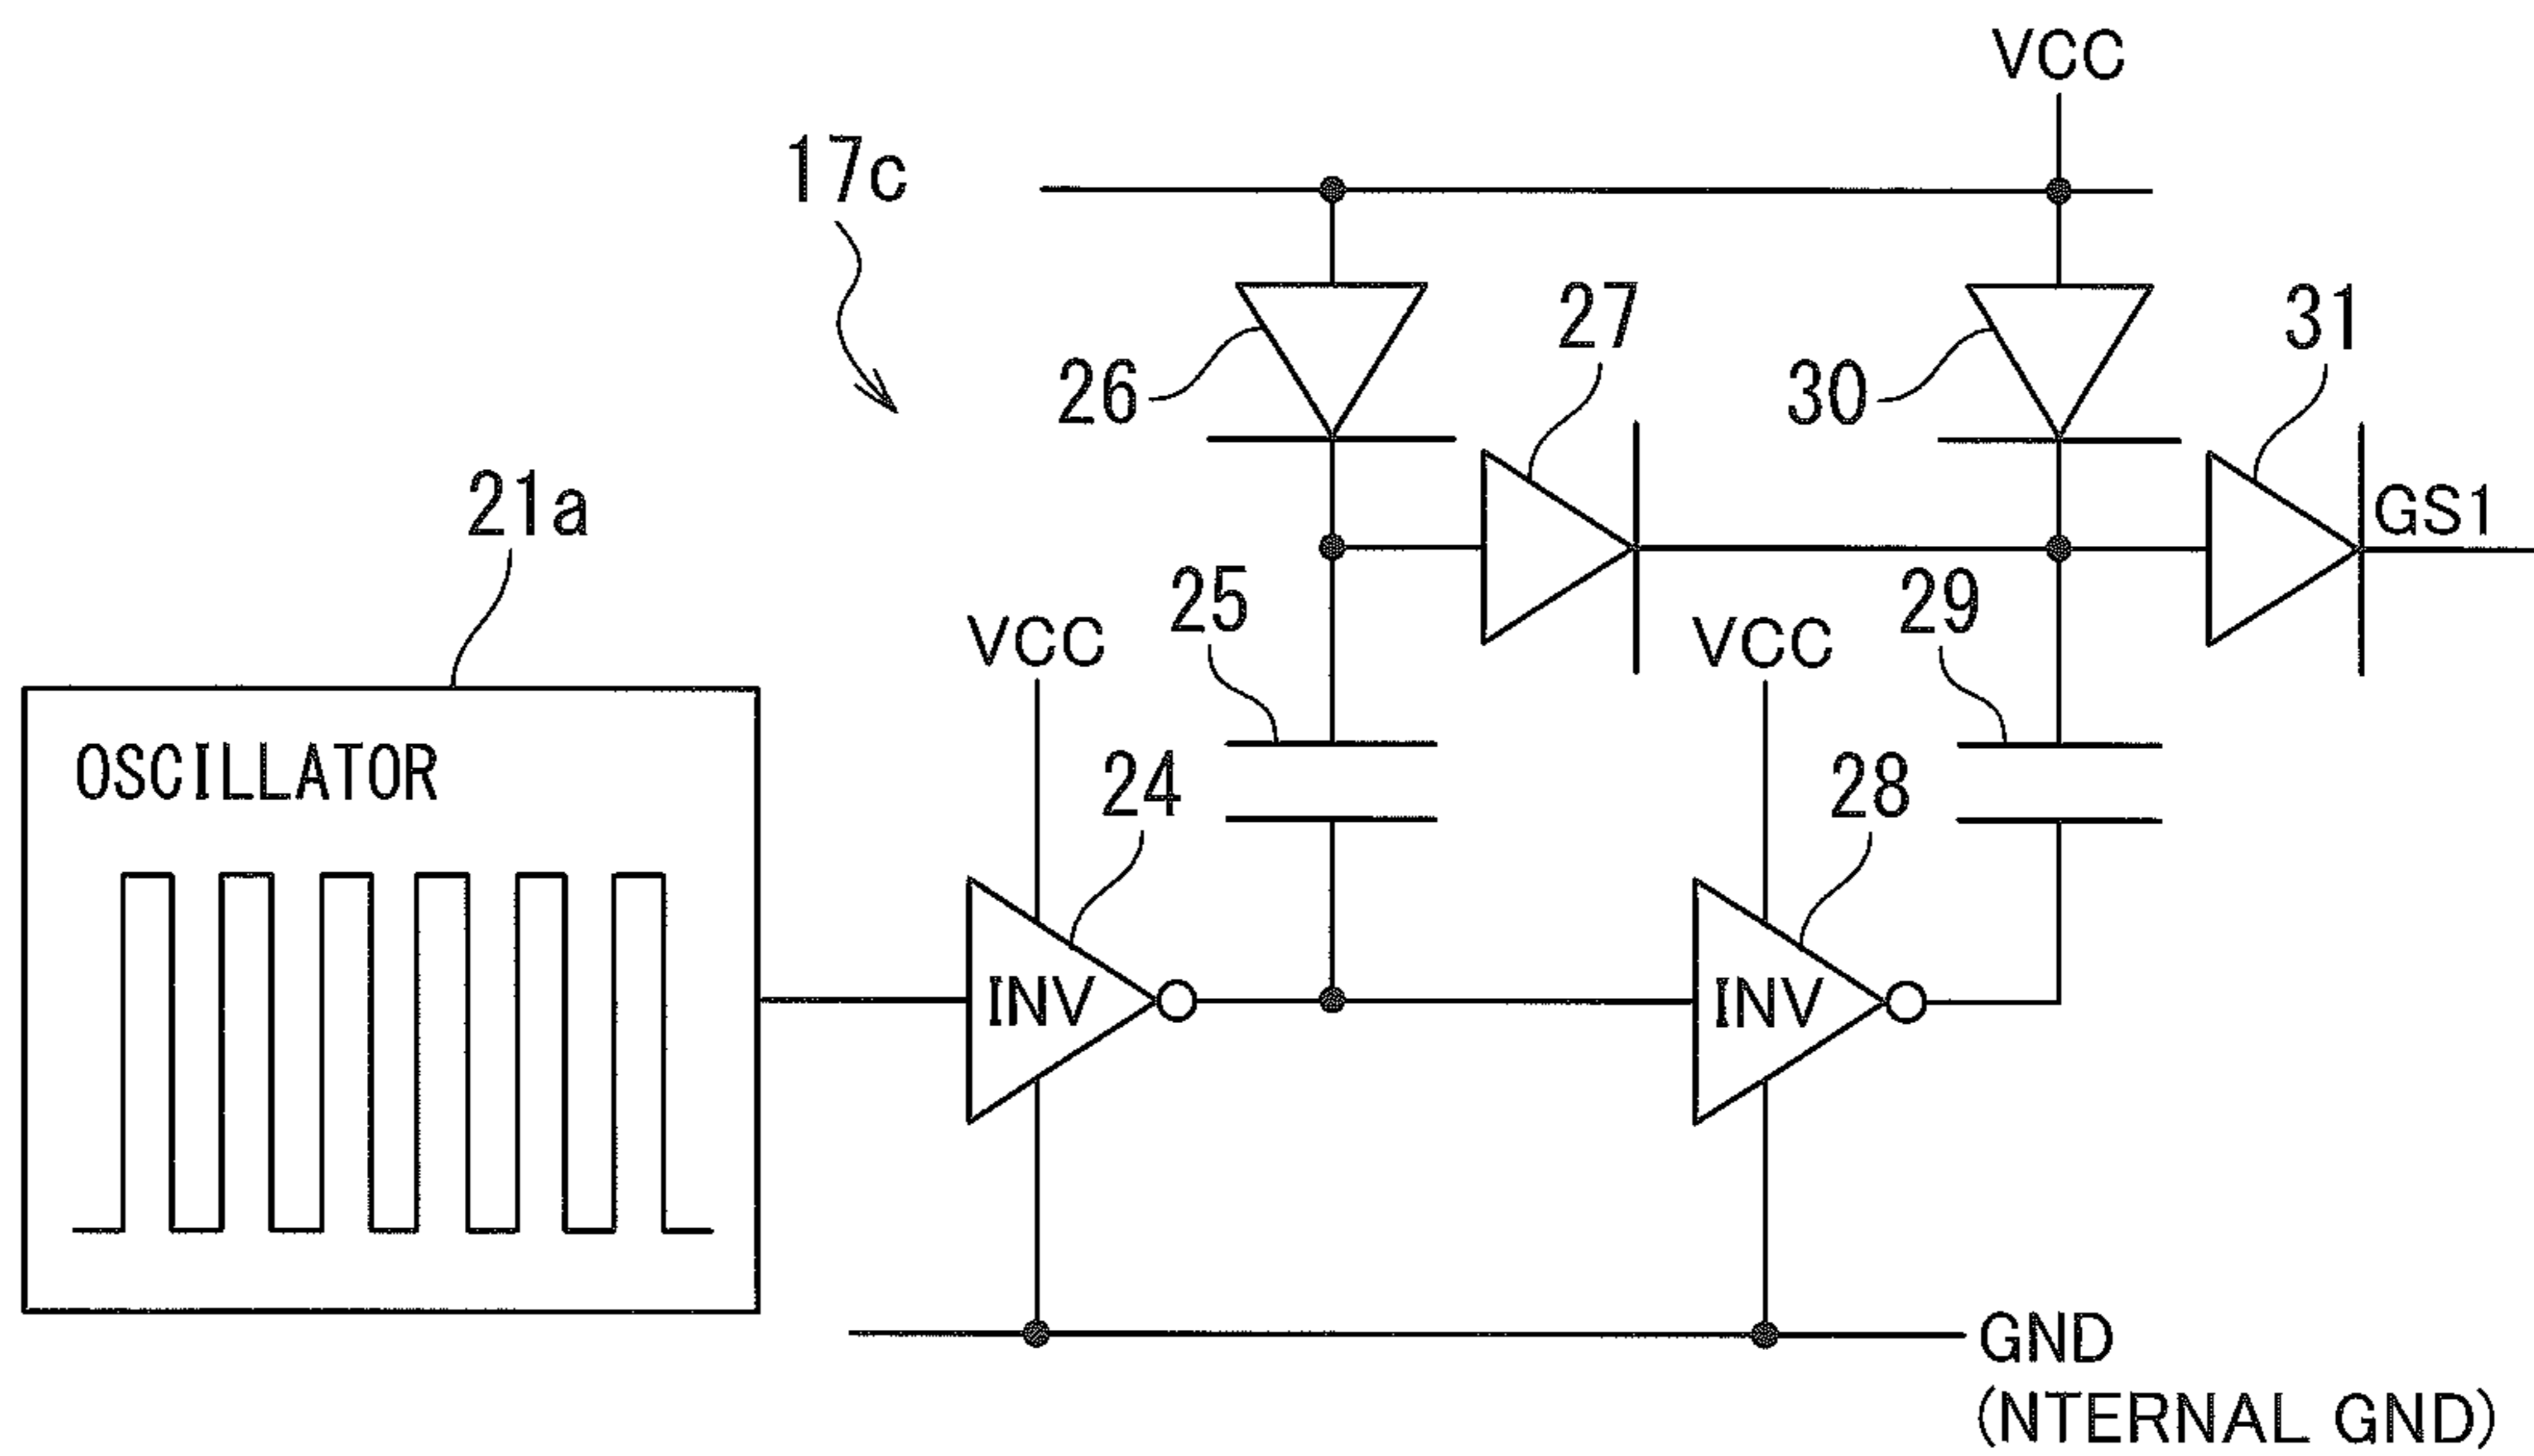 VCC
17c
26
27
30
31
GS1
21a
25
29
VCC
VCC
OSCILLATOR
24
28
INV
INV
GND
(NTERNAL GND)